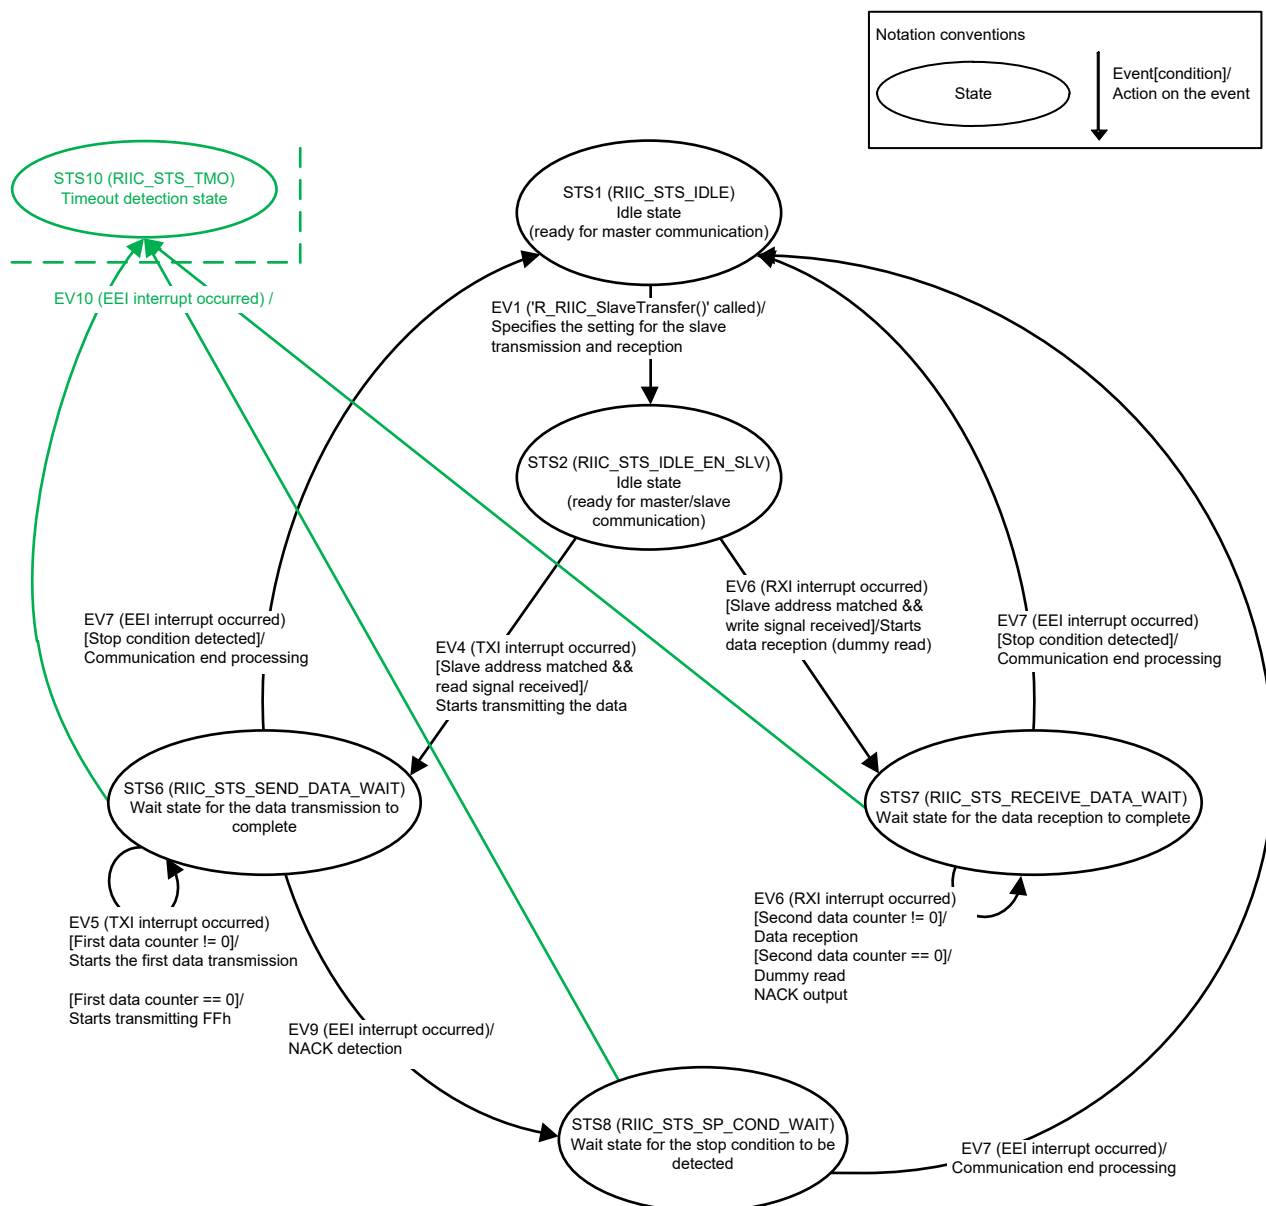 Notation conventions
State
Event[condition]/
Action on the event
STS10 (RIIC_STS_TMO)
Timeout detection state
STS1 (RIIC_STS_IDLE)
Idle state
(ready for master communication)
EV10 (EEI interrupt occurred) /
EV1 ('R_RIIC_SlaveTransfer()' called)/
Specifies the setting for the slave
transmission and reception
STS2 (RIIC_STS_IDLE_EN_SLV)
Idle state
(ready for master/slave
communication)
EV7 (EEI interrupt occurred)
[Stop condition detected]/
Communication end processing
EV4 (TXI interrupt occurred)
[Slave address matched &&
read signal received]/
Starts transmitting the data
EV6 (RXI interrupt occurred)
[Slave address matched &&
write signal received]/Starts
data reception (dummy read)
EV7 (EEI interrupt occurred)
[Stop condition detected]/
Communication end processing
STS6 (RIIC_STS_SEND_DATA_WAIT)
Wait state for the data transmission to
complete
STS7 (RIIC_STS_RECEIVE_DATA_WAIT)
Wait state for the data reception to complete
EV5 (TXI interrupt occurred)
[First data counter != 0]/
Starts the first data transmission
[First data counter == 0]/
Starts transmitting FFh
EV6 (RXI interrupt occurred)
[Second data counter != 0]/
Data reception
[Second data counter == 0]/
Dummy read
NACK output
EV9 (EEI interrupt occurred)/
NACK detection
STS8 (RIIC_STS_SP_COND_WAIT)
Wait state for the stop condition to be
detected
EV7 (EEI interrupt occurred)/
Communication end processing